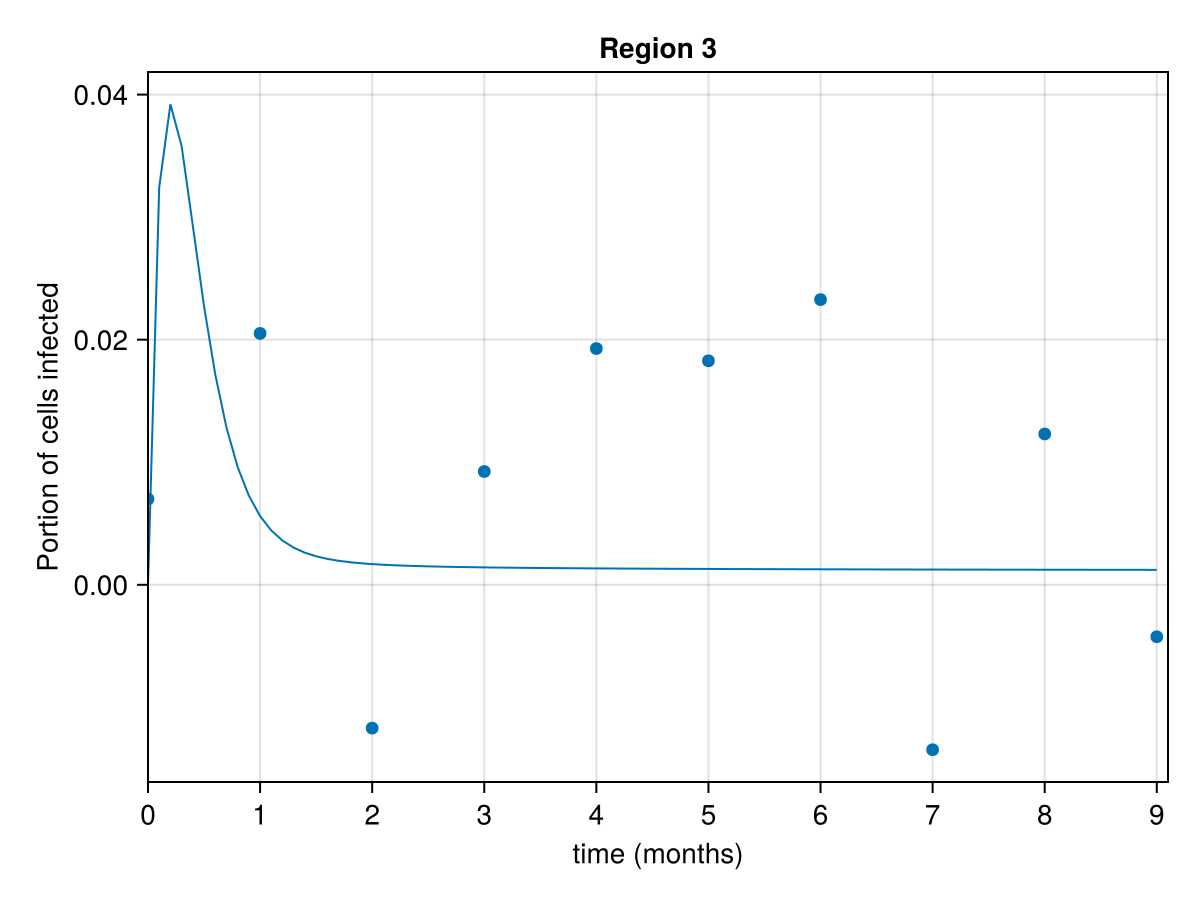 Region 3
Portion of cells infected
0.04
0.02
0.00
0 1 2 3 4 5 6 7 8 9
time (months)